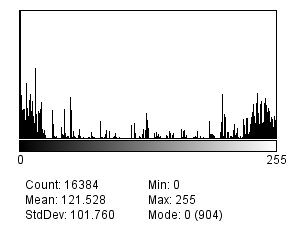 0 255
Count: 16384 Min: 0
Mean: 121.528 Max: 255
StdDev: 101.760 Mode: 0 (904)